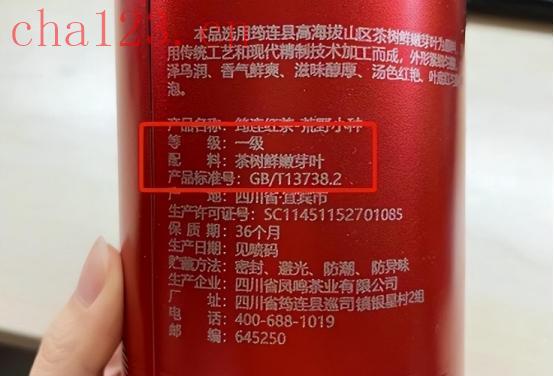 cha123.cn
本品选用筠连县高海拔山区茶树鲜嫩芽叶为
用传统工艺和现代精制技术加工而成，外形
泽乌润、香气鲜爽、滋味醇厚、汤色红艳、叶底
泡。
产品名称：筠连红茶·荒野小种
等 级：一级
配 料：茶树鲜嫩芽叶
产品标准号：GB/T13738.2
产 地：四川省·宜宾市
生产许可证号：SC11451152701085
保 质 期：36个月
生产日期：见喷码
贮藏方法：密封、避光、防潮、防异味
生产企业：四川省凤鸣茶业有限公司
厂 址：四川省筠连县巡司镇银星村2组
电 话：400-688-1019
邮 编：645250